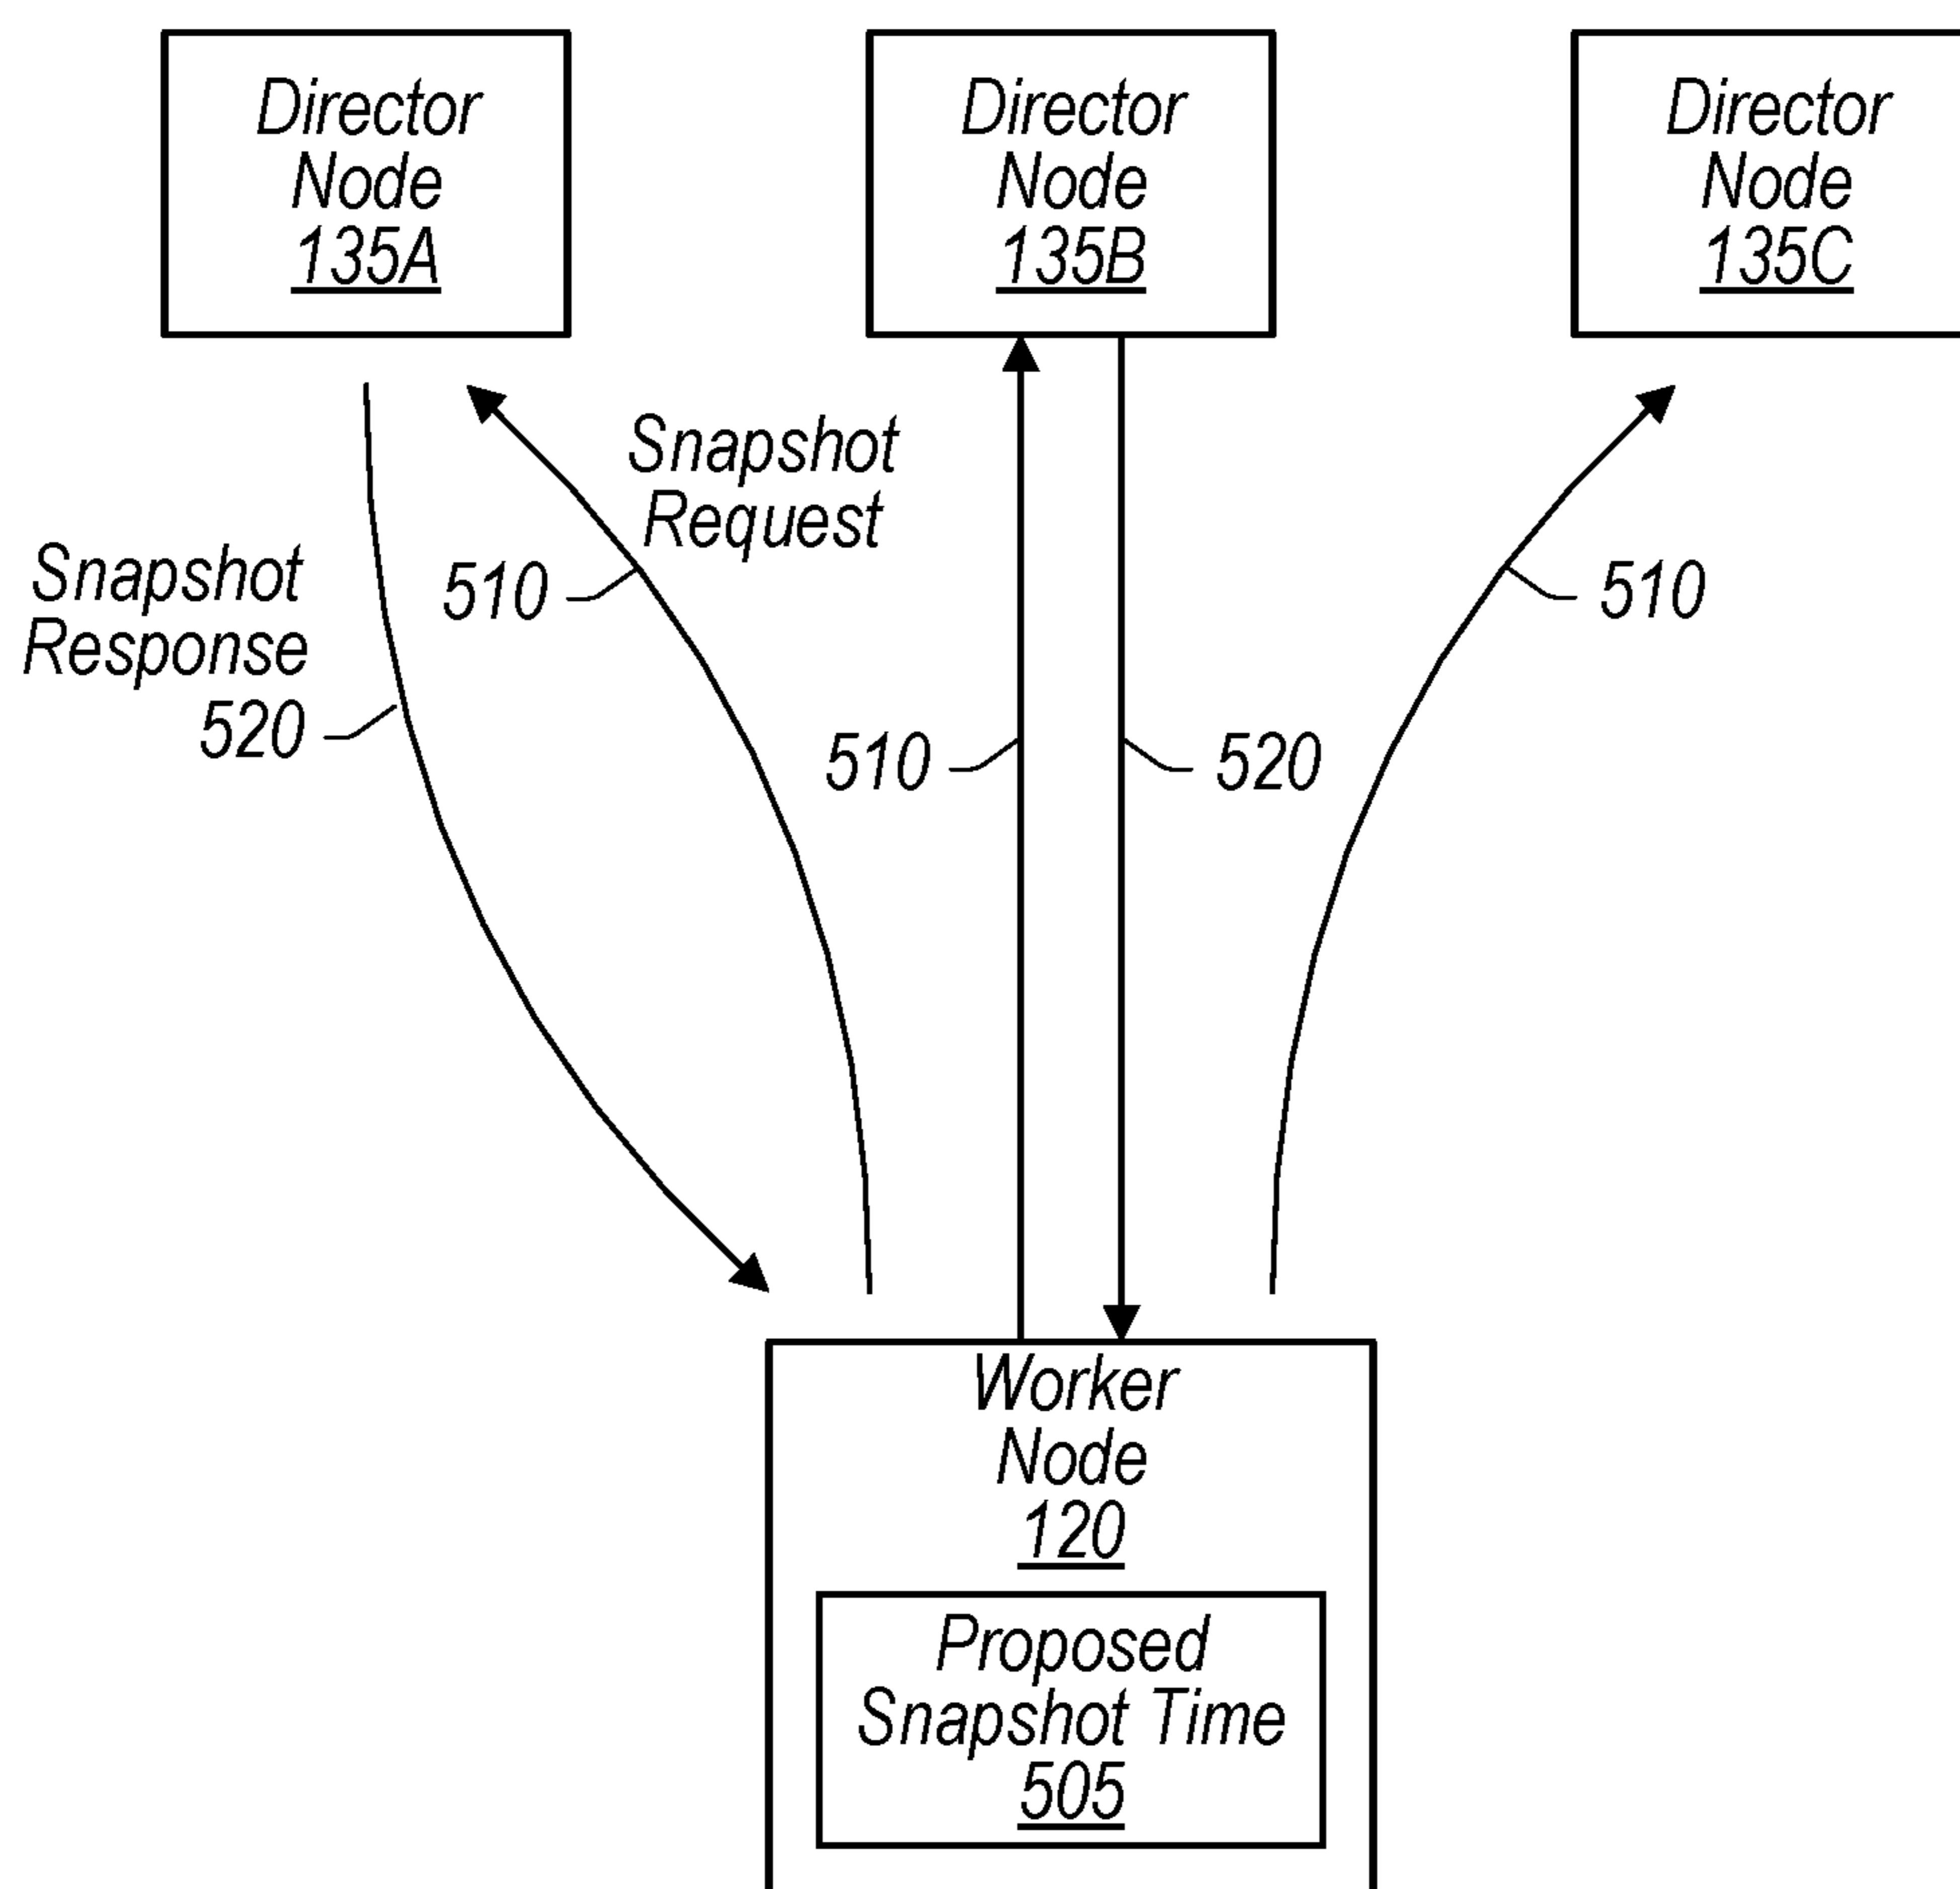 Director
Node
135A
Director
Node
135B
Director
Node
135C
Snapshot
Request
510
Snapshot
Response
520
510
520
510
Worker
Node
120
Proposed
Snapshot Time
505